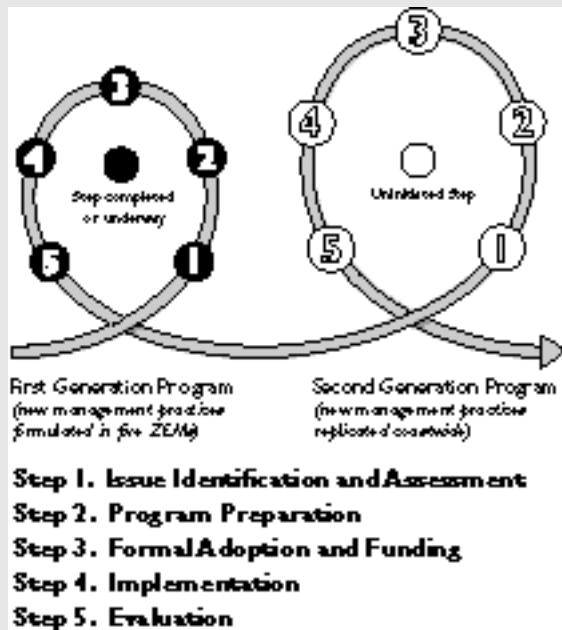 3
3
4
2
4
2
Step completed
or underway
Uninitiated Step
5
1
5
1
First Generation Program
Second Generation Program
(new management practices
(new management practices
formulated in five ZEMs)
replicated coastwide)
Step 1. Issue Identification and Assessment
Step 2. Program Preparation
Step 3. Formal Adoption and Funding
Step 4. Implementation
Step 5. Evaluation